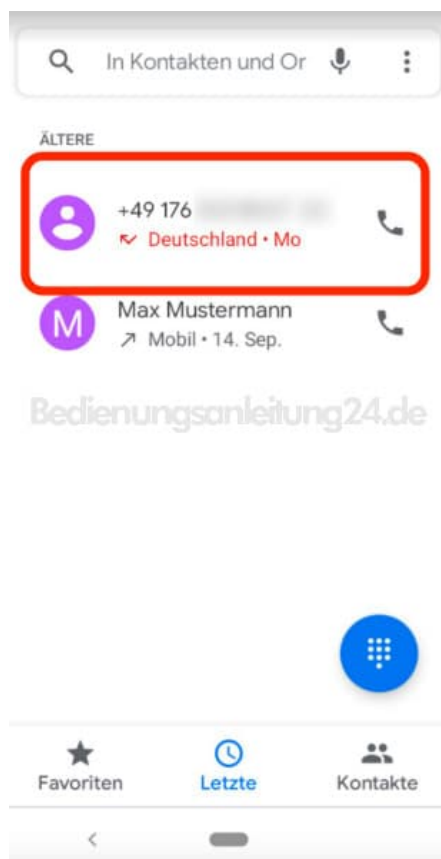 In Kontakten und Or
ÄLTERE
+49 176
Deutschland • Mo
M
Max Mustermann
Mobil • 14. Sep.
Bedienungsanleitung24.de
Favoriten
Letzte
Kontakte